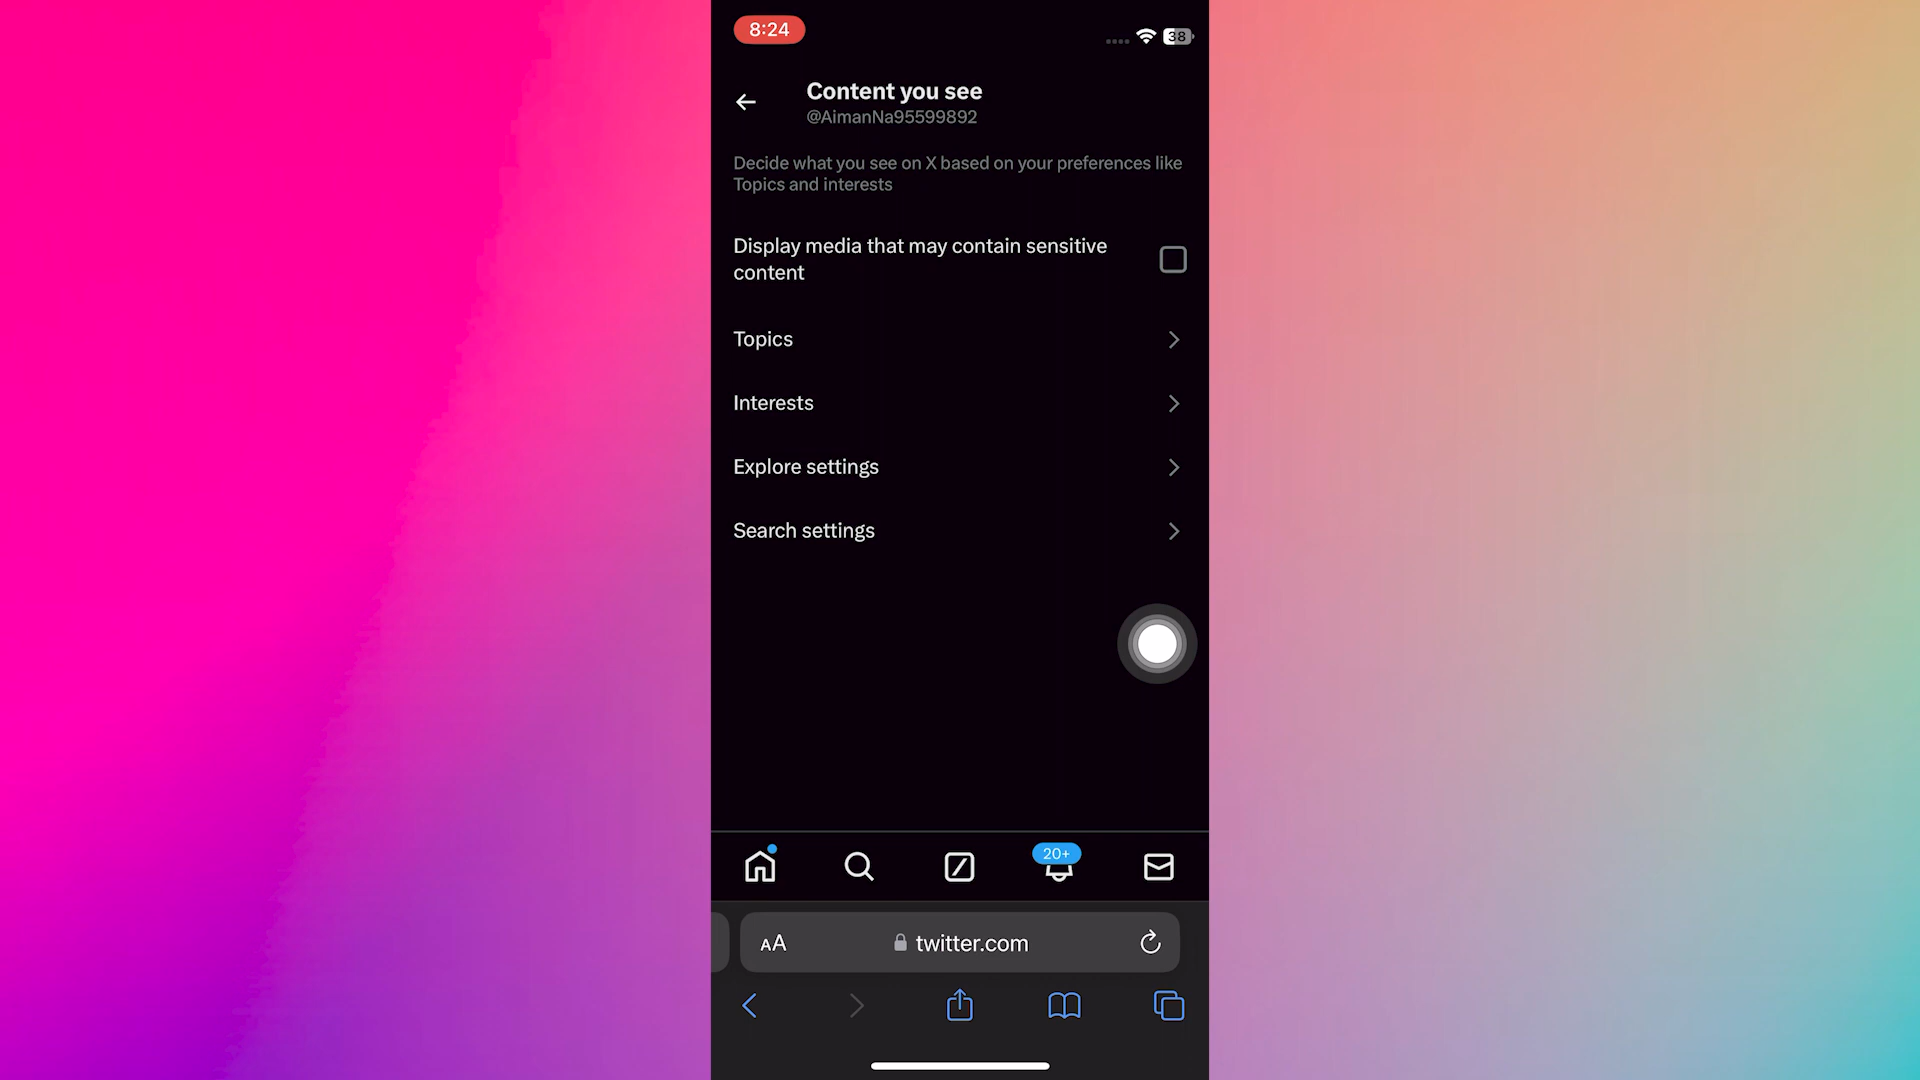 8:24
38
Content you see
@AimanNa95599892
Decide what you see on X based on your preferences like
Topics and interests
Display media that may contain sensitive
content
Topics
Interests
Explore settings
Search settings
20+
AA
twitter.com